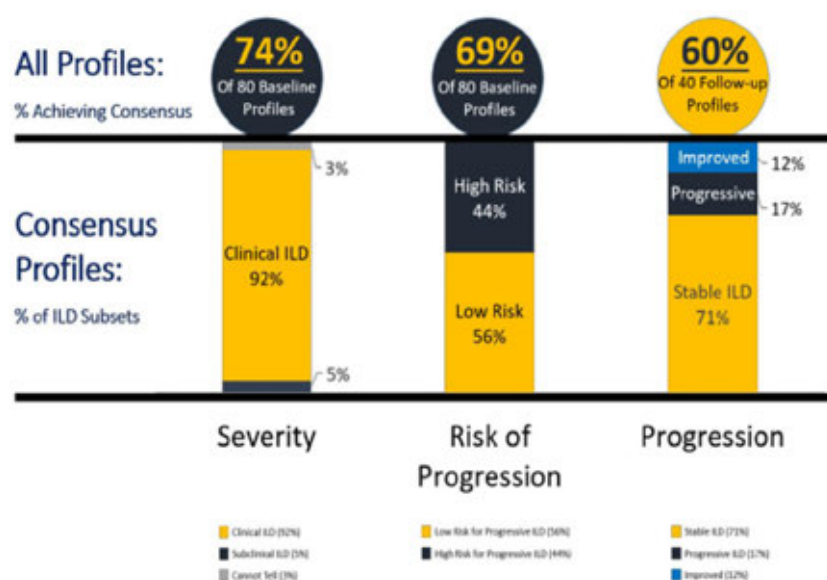 All Profiles:
% Achieving Consensus
74%
Of 80 Baseline
Profiles
69%
Of 80 Baseline
Profiles
60%
Of 40 Follow-up
Profiles
Consensus
Profiles:
% of ILD Subsets
3%
Clinical ILD
92%
5%
High Risk
44%
Low Risk
56%
Improved
12%
Progressive
17%
Stable ILD
71%
Severity
Risk of
Progression
Progression
Clinical ILD (92%)
Subclinical ILD (5%)
Cannot Tell (3%)
Low Risk for Progressive ILD (56%)
High Risk for Progressive ILD (44%)
Stable ILD (71%)
Progressive ILD (17%)
Improved (12%)